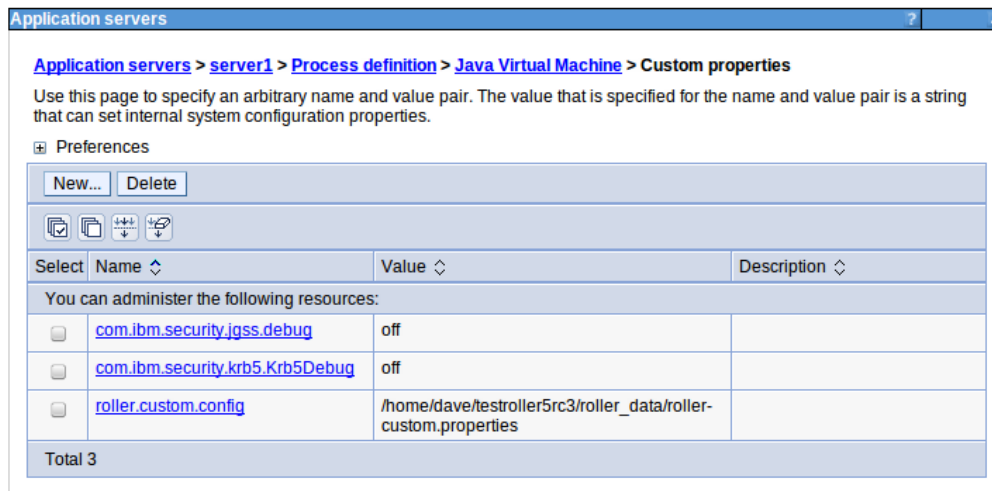 Application servers ?
Application servers > server1 > Process definition > Java Virtual Machine > Custom properties
Use this page to specify an arbitrary name and value pair. The value that is specified for the name and value pair is a string
that can set internal system configuration properties.
Preferences
New... Delete
Select Name Value Description
You can administer the following resources:
com.ibm.security.jgss.debug off
com.ibm.security.krb5.Krb5Debug off
roller.custom.config /home/dave/testroller5rc3/roller_data/roller-
custom.properties
Total 3